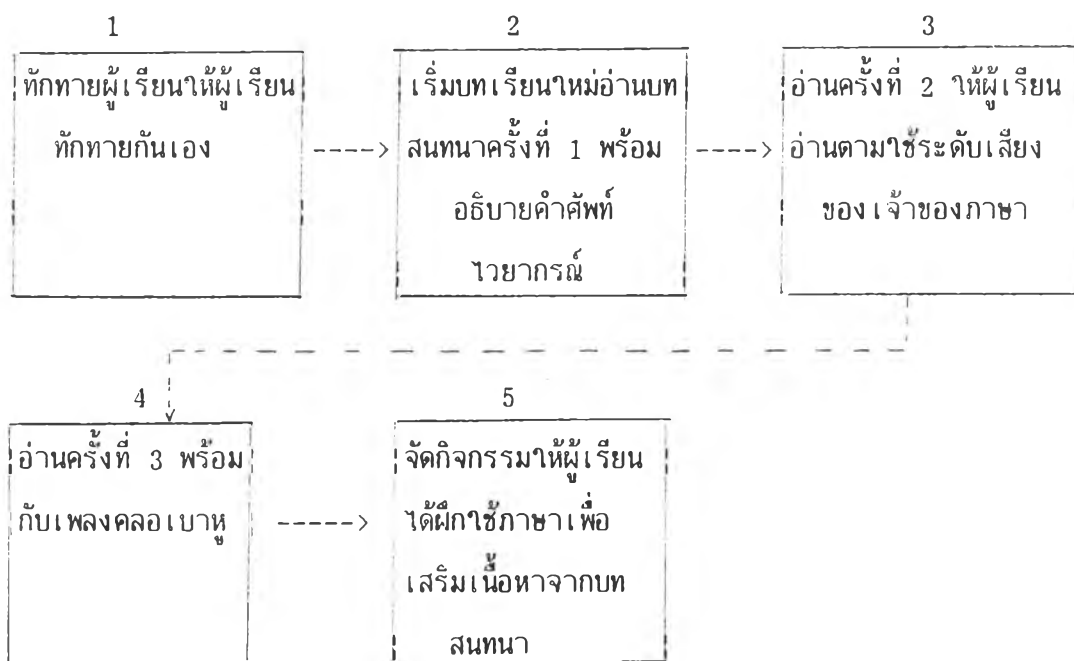 1
ทักทายผู้เรียนให้ผู้เรียน
ทักทายกันเอง
2
เริ่มบทเรียนใหม่อ่านบท
สนทนาครั้งที่ 1 พร้อม
อธิบายคำศัพท์
ไวยากรณ์
3
อ่านครั้งที่ 2 ให้ผู้เรียน
อ่านตามใช้ระดับเสียง
ของเจ้าของภาษา
4
อ่านครั้งที่ 3 พร้อม
กับเพลงคลอเบาหู
5
จัดกิจกรรมให้ผู้เรียน
ได้ฝึกใช้ภาษาเพื่อ
เสริมเนื้อหาจากบท
สนทนา